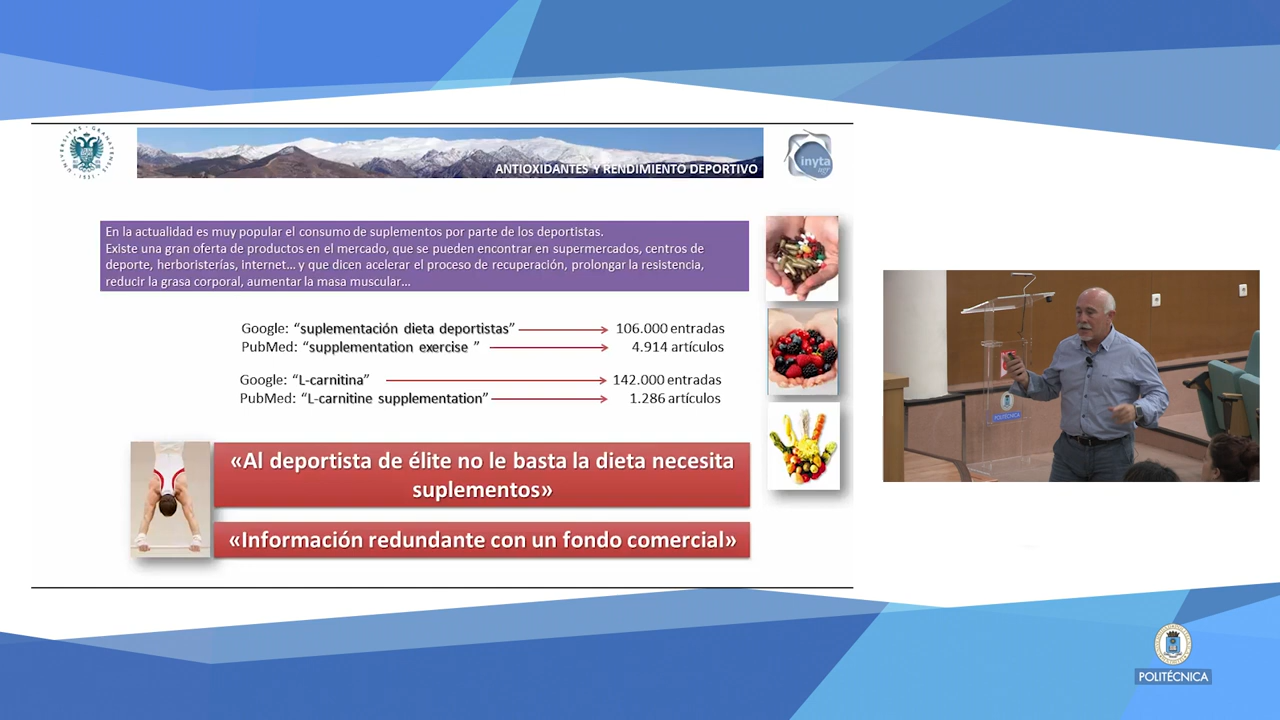 UNIVERSITAS · GRANATENSIS · 1531
ANTIOXIDANTES Y RENDIMIENTO DEPORTIVO
inyta
En la actualidad es muy popular el consumo de suplementos por parte de los deportistas.
Existe una gran oferta de productos en el mercado, que se pueden encontrar en supermercados, centros de
deporte, herboristerías, internet... y que dicen acelerar el proceso de recuperación, prolongar la resistencia,
reducir la grasa corporal, aumentar la masa muscular...
Google: “suplementación dieta deportistas” 106.000 entradas
PubMed: “supplementation exercise ” 4.914 artículos
Google: “L-carnitina” 142.000 entradas
PubMed: “L-carnitine supplementation” 1.286 artículos
«Al deportista de élite no le basta la dieta necesita
suplementos»
«Información redundante con un fondo comercial»
POLITÉCNICA